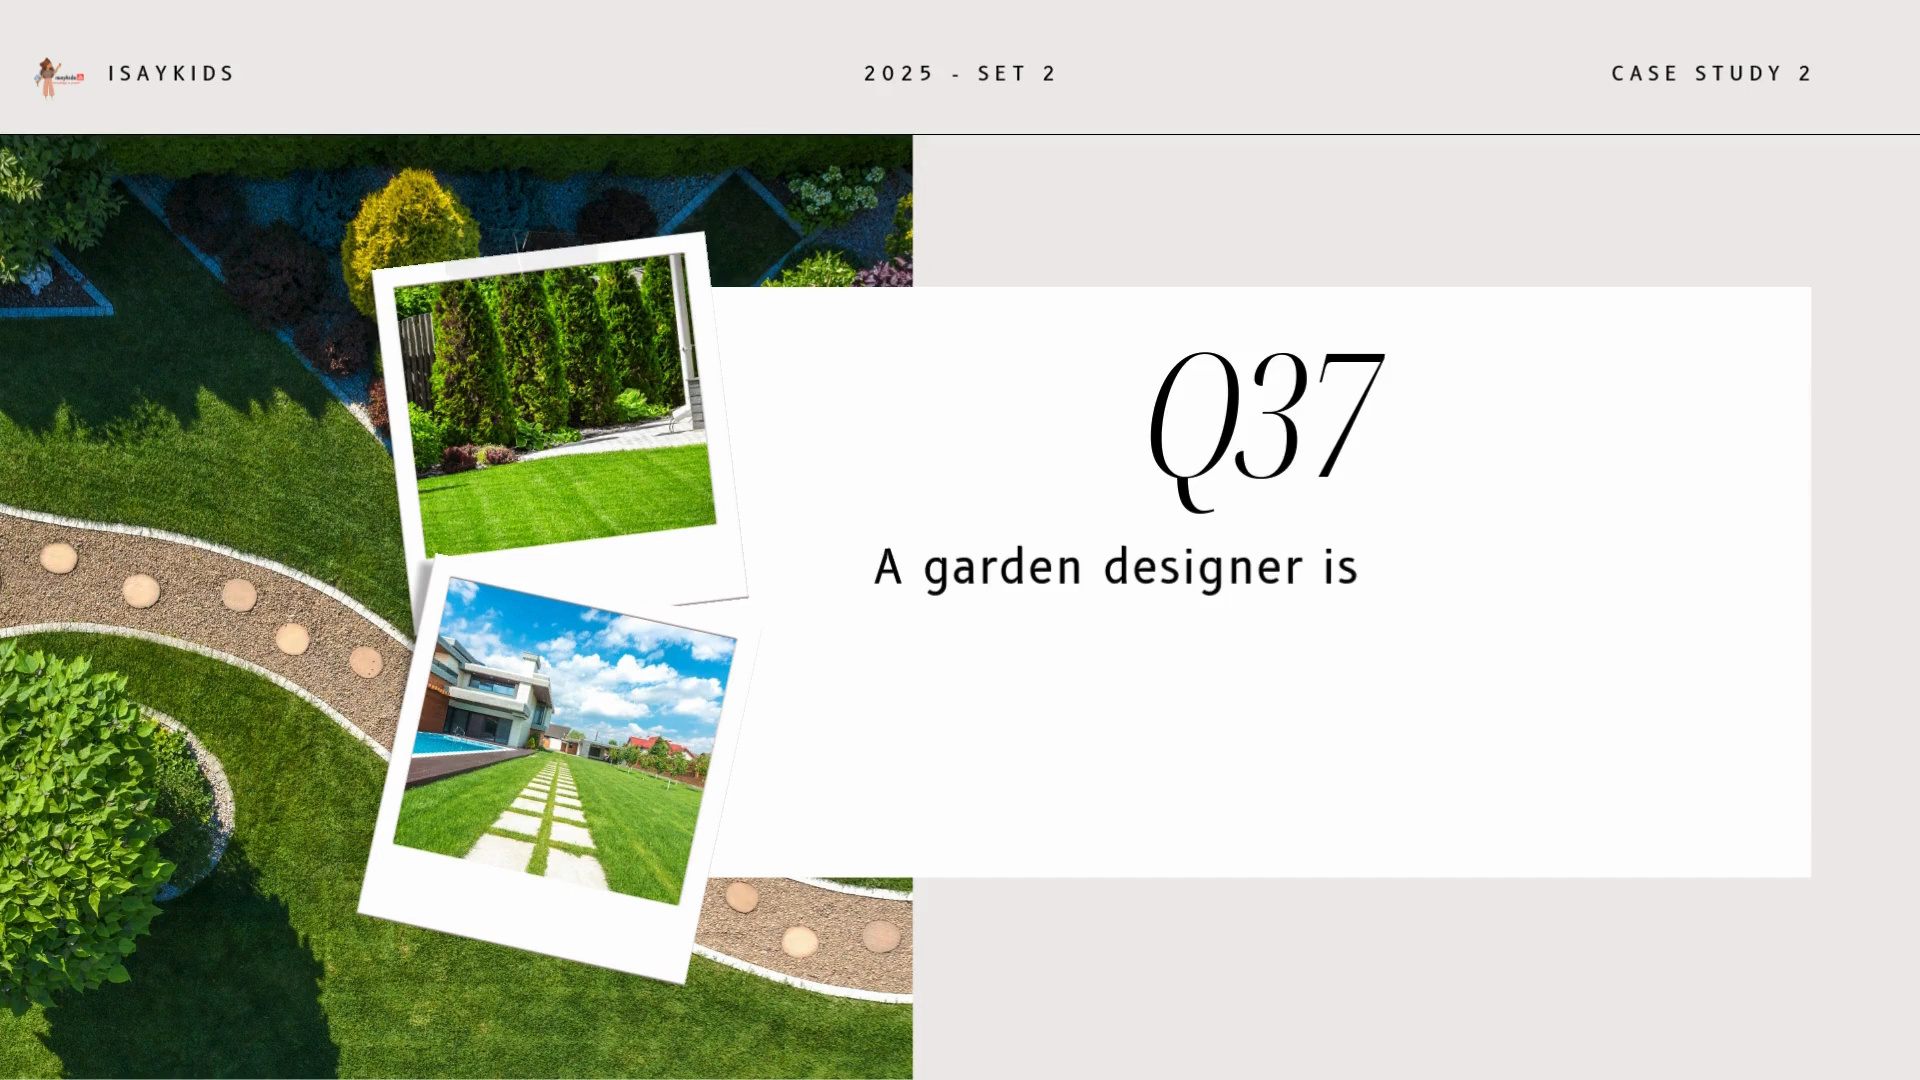 ISAYKIDS
2025 - SET 2
CASE STUDY 2
Q37
A garden designer is